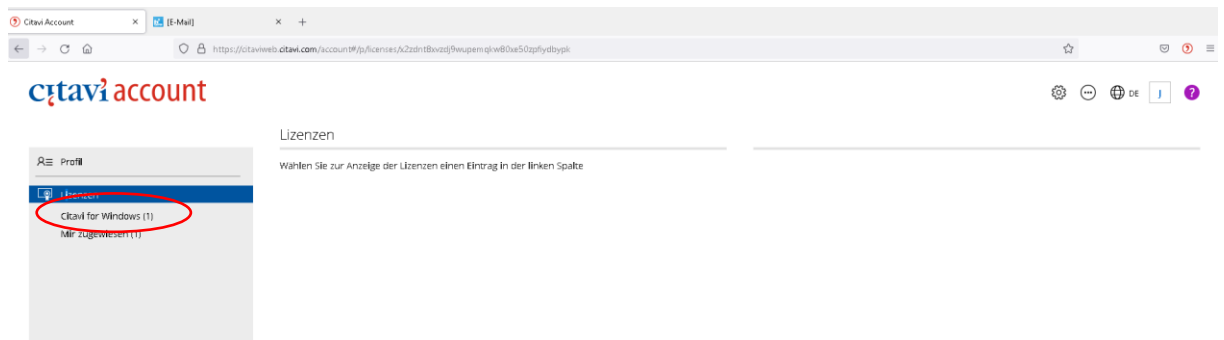 Citavi Account
[E-Mail]
https://citaviweb.citavi.com/account#/p/licenses/
citavi account
DE
J
?
Lizenzen
Profil
Wählen Sie zur Anzeige der Lizenzen einen Eintrag in der linken Spalte
Lizenzen
Citavi for Windows (1)
Mir zugewiesen (1)